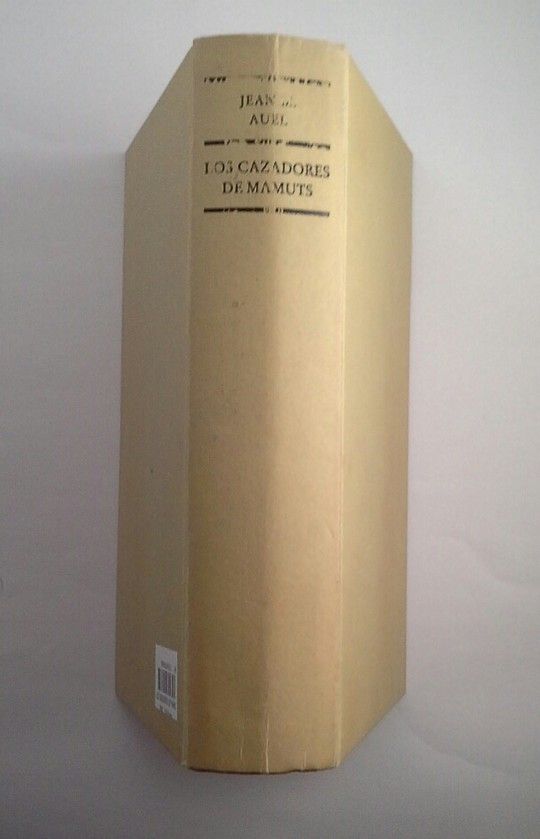 JEAN M.
AUEL
LOS CAZADORES
DE MAMUTS